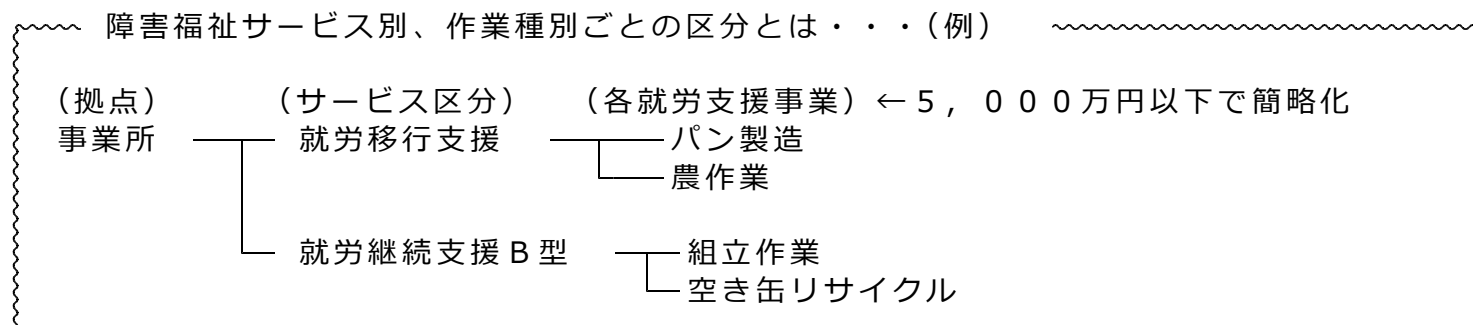 障害福祉サービス別、作業種別ごとの区分とは・・・(例)
(拠点) (サービス区分) (各就労支援事業)←5,000万円以下で簡略化
事業所 就労移行支援 パン製造
農作業
就労継続支援B型 組立作業
空き缶リサイクル